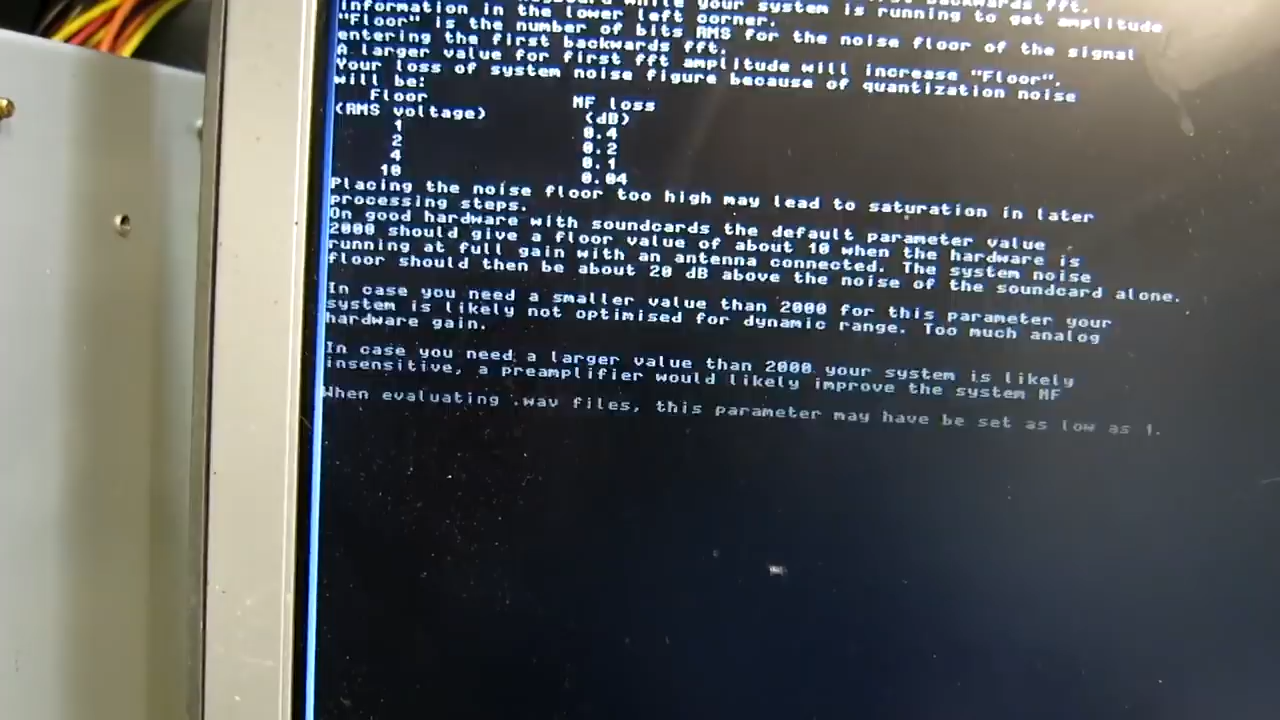 while your system is running to get amplitude
information in the lower left corner.
"Floor" is the number of bits RMS for the noise floor of the signal
entering the first backwards fft.
A larger value for first fft amplitude will increase "Floor".
Your loss of system noise figure because of quantization noise
will be:
Floor NF loss
(RMS voltage) (dB)
1 0.4
2 0.2
4 0.1
10 0.04
Placing the noise floor too high may lead to saturation in later
processing steps.
On good hardware with soundcards the default parameter value
2000 should give a floor value of about 10 when the hardware is
running at full gain with an antenna connected. The system noise
floor should then be about 20 dB above the noise of the soundcard alone.
In case you need a smaller value than 2000 for this parameter your
system is likely not optimised for dynamic range. Too much analog
hardware gain.
In case you need a larger value than 2000 your system is likely
insensitive, a preamplifier would likely improve the system NF
When evaluating .wav files, this parameter may have be set as low as 1.